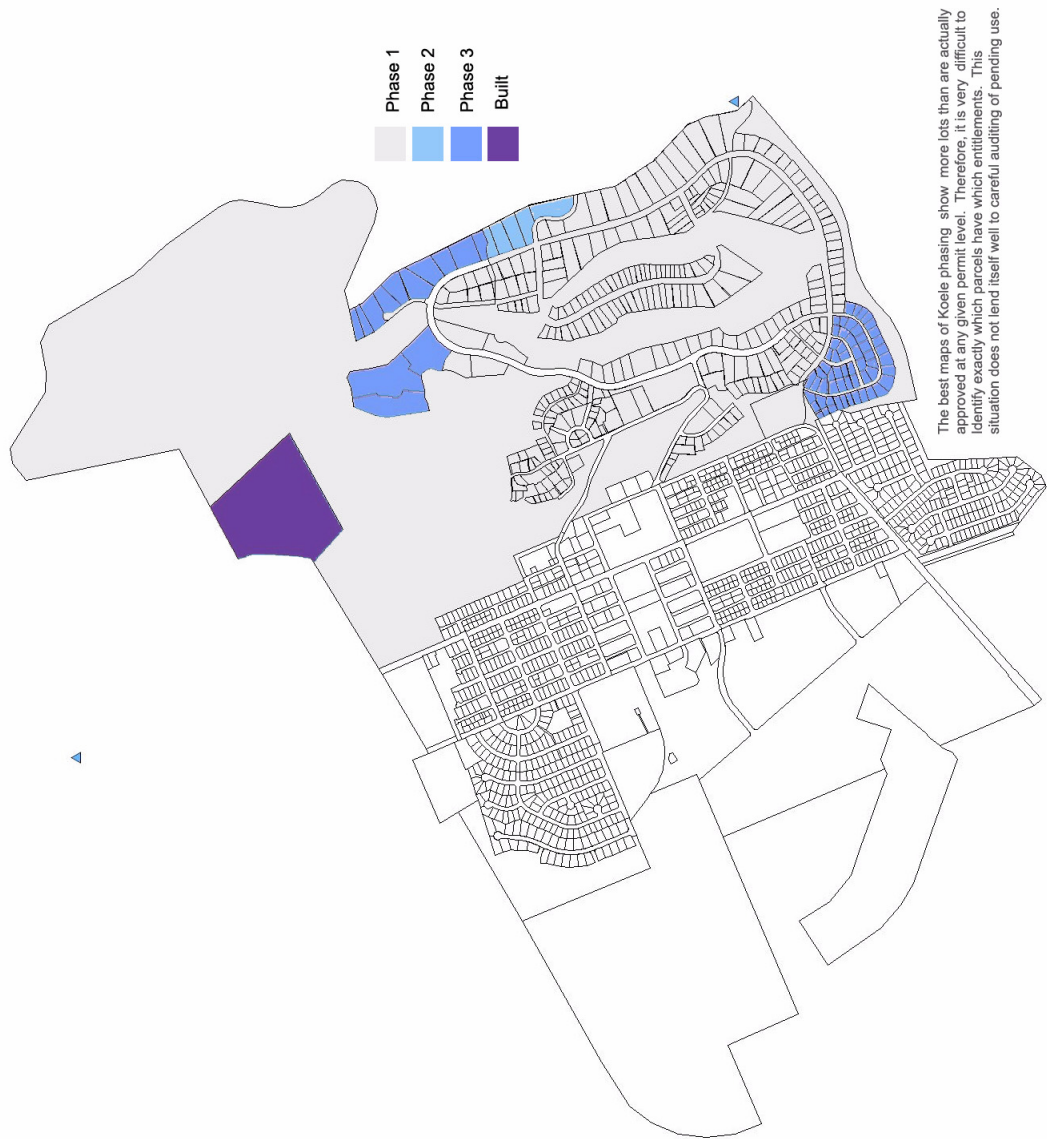 Phase 1
Phase 2
Phase 3
Built
The best maps of Koele phasing show more lots than are actually
approved at any given permit level. Therefore, it is very difficult to
Identify exactly which parcels have which entitlements. This
situation does not lend itself well to careful auditing of pending use.